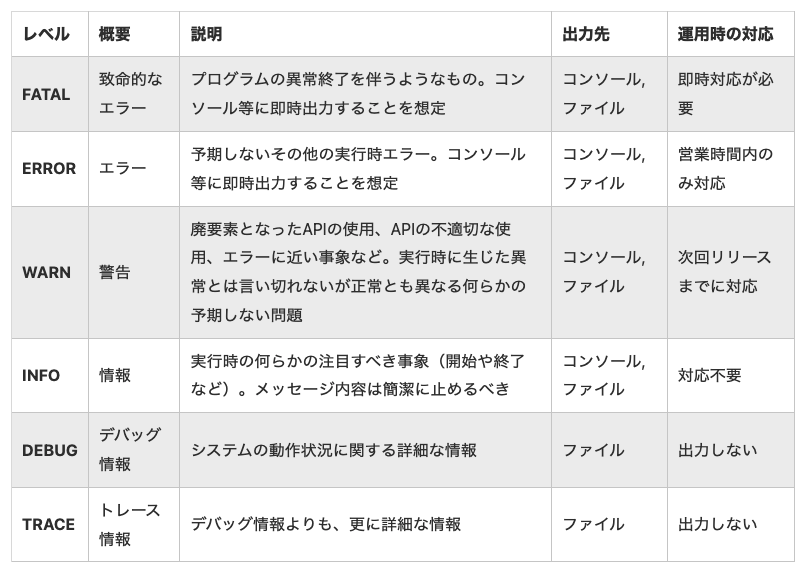 レベル 概要 説明 出力先 運用時の対応
FATAL
致命的な
エラー
プログラムの異常終了を伴うようなもの。コン
ソール等に即時出力することを想定
コンソール,
ファイル
即時対応が必
要
ERROR
エラー
予期しないその他の実行時エラー。コンソール
等に即時出力することを想定
コンソール,
ファイル
営業時間内の
み対応
WARN
警告
廃要素となったAPIの使用、APIの不適切な使
用、エラーに近い事象など。実行時に生じた異
常とは言い切れないが正常とも異なる何らかの
予期しない問題
コンソール,
ファイル
次回リリース
までに対応
INFO
情報
実行時の何らかの注目すべき事象（開始や終了
など）。メッセージ内容は簡潔に止めるべき
コンソール,
ファイル
対応不要
DEBUG
デバッグ
情報
システムの動作状況に関する詳細な情報
ファイル
出力しない
TRACE
トレース
情報
デバッグ情報よりも、更に詳細な情報
ファイル
出力しない